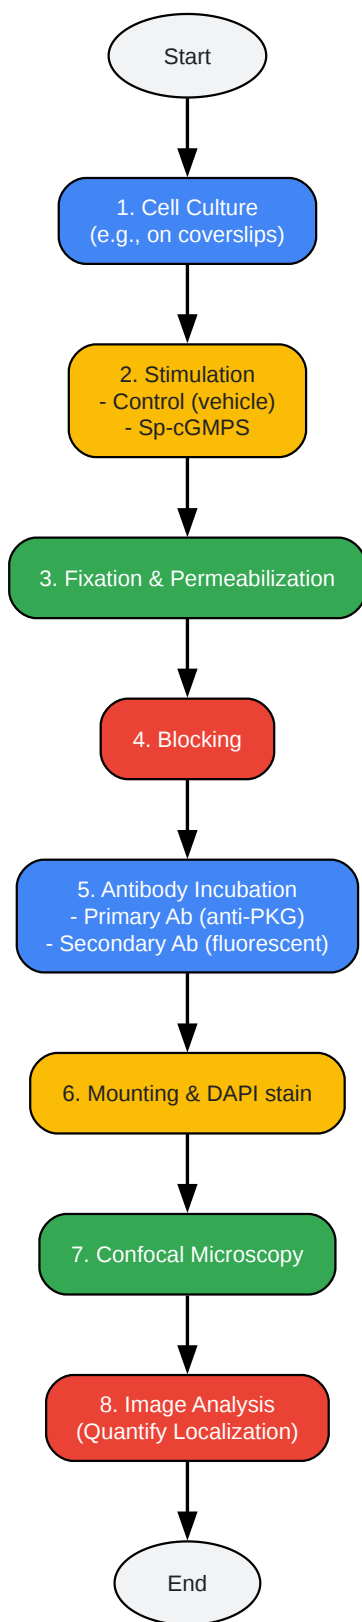 Start
1. Cell Culture
(e.g., on coverslips)
2. Stimulation
- Control (vehicle)
- Sp-cGMPS
3. Fixation & Permeabilization
4. Blocking
5. Antibody Incubation
- Primary Ab (anti-PKG)
- Secondary Ab (fluorescent)
6. Mounting & DAPI stain
7. Confocal Microscopy
8. Image Analysis
(Quantify Localization)
End